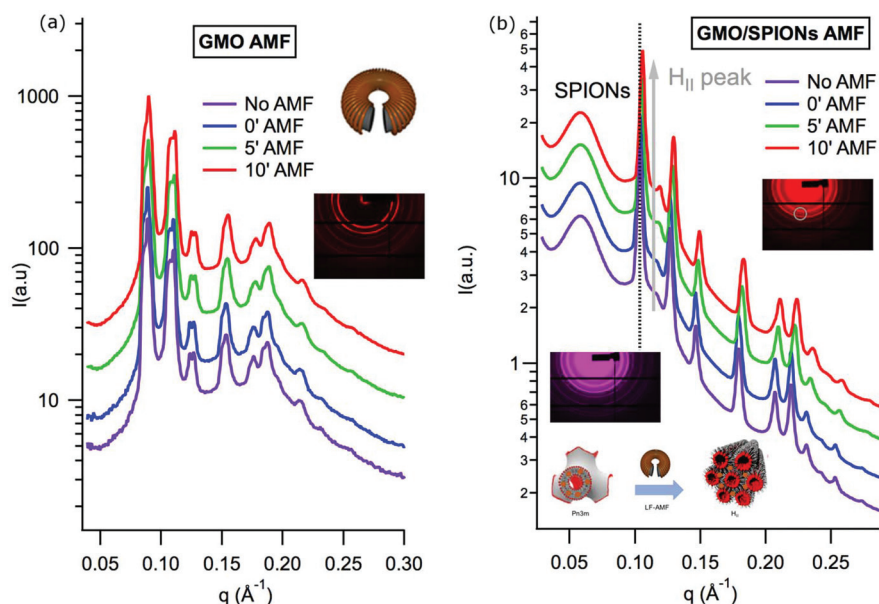 (a)
GMO AMF
No AMF
0' AMF
5' AMF
10' AMF
I(a.u)
1000
100
10
0.05 0.10 0.15 0.20 0.25 0.30
q (Å⁻¹)
(b)
GMO/SPIONs AMF
SPIONs
H_II peak
No AMF
0' AMF
5' AMF
10' AMF
I(a.u.)
6
5
4
3
2
10
6
5
4
3
2
1
6
5
4
3
2
Pn3m
LF-AMF
H_II
0.05 0.10 0.15 0.20 0.25
q (Å⁻¹)